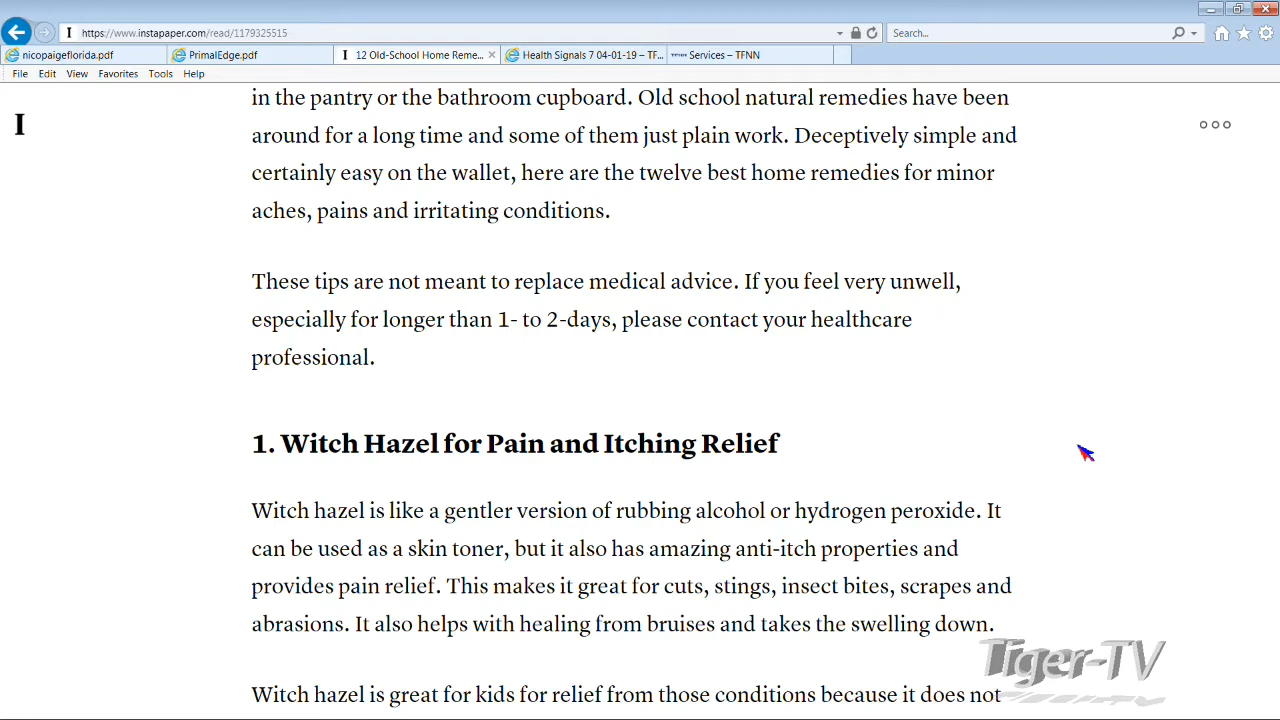 https://www.instapaper.com/read/1179325515
Search...
nicopaigeflorida.pdf
PrimalEdge.pdf
I 12 Old-School Home Reme...
Health Signals 7 04-01-19 – TF...
TFNN Services – TFNN
File Edit View Favorites Tools Help
I
in the pantry or the bathroom cupboard. Old school natural remedies have been
around for a long time and some of them just plain work. Deceptively simple and
certainly easy on the wallet, here are the twelve best home remedies for minor
aches, pains and irritating conditions.
These tips are not meant to replace medical advice. If you feel very unwell,
especially for longer than 1- to 2-days, please contact your healthcare
professional.
1. Witch Hazel for Pain and Itching Relief
Witch hazel is like a gentler version of rubbing alcohol or hydrogen peroxide. It
can be used as a skin toner, but it also has amazing anti-itch properties and
provides pain relief. This makes it great for cuts, stings, insect bites, scrapes and
abrasions. It also helps with healing from bruises and takes the swelling down.
Tiger-TV
Witch hazel is great for kids for relief from those conditions because it does not